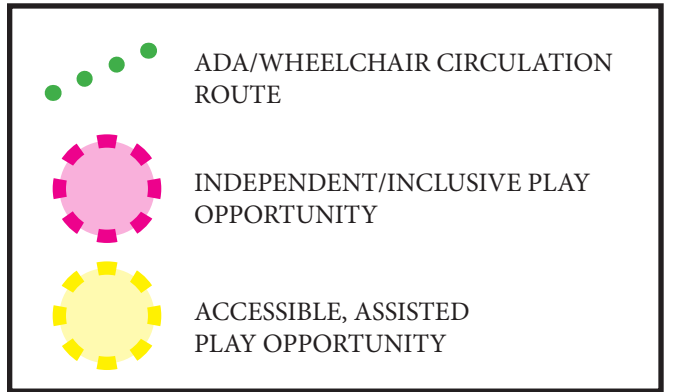 ADA/WHEELCHAIR CIRCULATION
ROUTE
INDEPENDENT/INCLUSIVE PLAY
OPPORTUNITY
ACCESSIBLE, ASSISTED
PLAY OPPORTUNITY